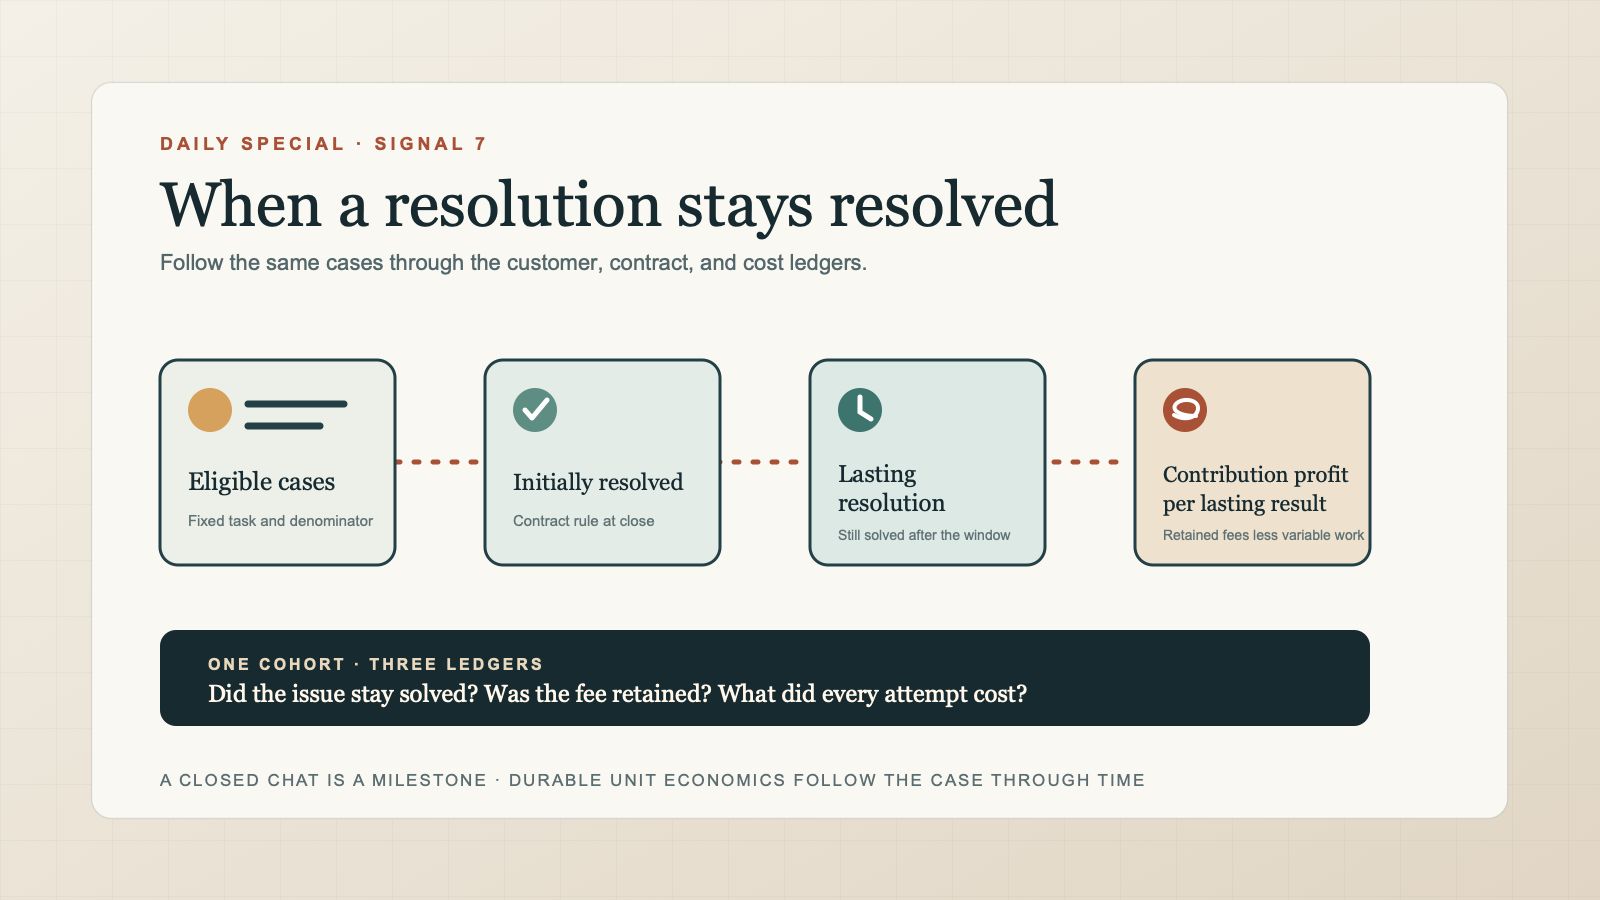 DAILY SPECIAL · SIGNAL 7
When a resolution stays resolved
Follow the same cases through the customer, contract, and cost ledgers.
Eligible cases
Fixed task and denominator
Initially resolved
Contract rule at close
Lasting
resolution
Still solved after the window
Contribution profit
per lasting result
Retained fees less variable work
ONE COHORT · THREE LEDGERS
Did the issue stay solved? Was the fee retained? What did every attempt cost?
A CLOSED CHAT IS A MILESTONE · DURABLE UNIT ECONOMICS FOLLOW THE CASE THROUGH TIME